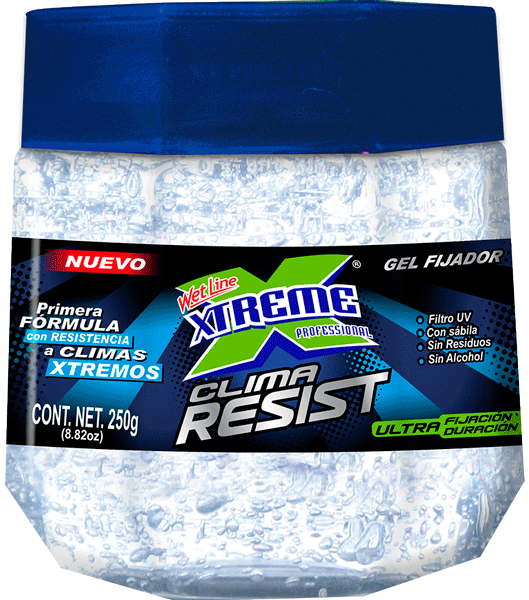 XTREME
NUEVO
Primera
FÓRMULA
con RESISTENCIA
a CLIMAS
XTREMOS
CONT. NET. 250g
(8.82oz)
Wet Line
XTREME
PROFESSIONAL
®
CLIMA
RESIST
GEL FIJADOR
• Filtro UV
• Con sábila
• Sin Residuos
• Sin Alcohol
ULTRA FIJACIÓN
DURACIÓN